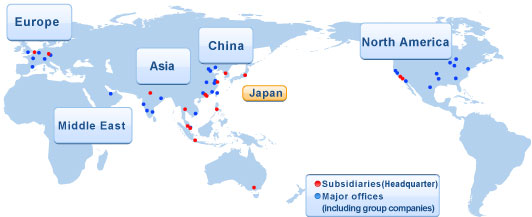 Europe
China
North America
Asia
Japan
Middle East
Subsidiaries(Headquarter)
Major offices
(including group companies)